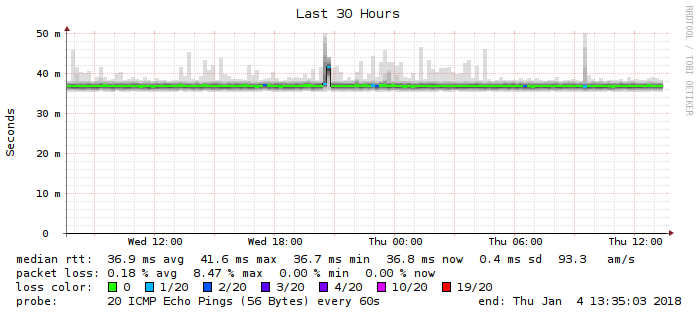 Last 30 Hours
RRDTOOL / TOBI OETIKER
Seconds
50 m
40 m
30 m
20 m
10 m
0
Wed 12:00 Wed 18:00 Thu 00:00 Thu 06:00 Thu 12:00
median rtt: 36.9 ms avg 41.6 ms max 36.7 ms min 36.8 ms now 0.4 ms sd 93.3 am/s
packet loss: 0.18 % avg 8.47 % max 0.00 % min 0.00 % now
loss color: 0 1/20 2/20 3/20 4/20 10/20 19/20
probe: 20 ICMP Echo Pings (56 Bytes) every 60s end: Thu Jan 4 13:35:03 2018